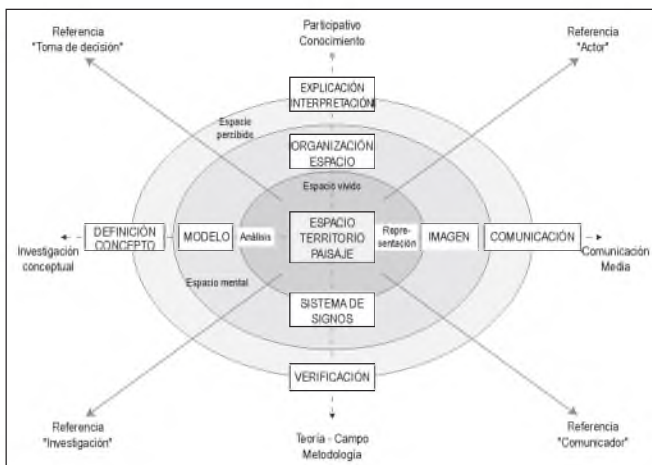 Referencia
"Toma de decisión"
Participativo
Conocimiento
Referencia
"Actor"
EXPLICACIÓN
INTERPRETACIÓN
Espacio
percibido
ORGANIZACIÓN
ESPACIO
Espacio vivido
DEFINICIÓN
CONCEPTO
MODELO
Análisis
ESPACIO
TERRITORIO
PAISAJE
Repre-
sentación
IMAGEN
COMUNICACIÓN
Investigación
conceptual
Comunicación
Media
Espacio mental
SISTEMA DE
SIGNOS
VERIFICACIÓN
Referencia
"Investigación"
Teoría - Campo
Metodología
Referencia
"Comunicador"